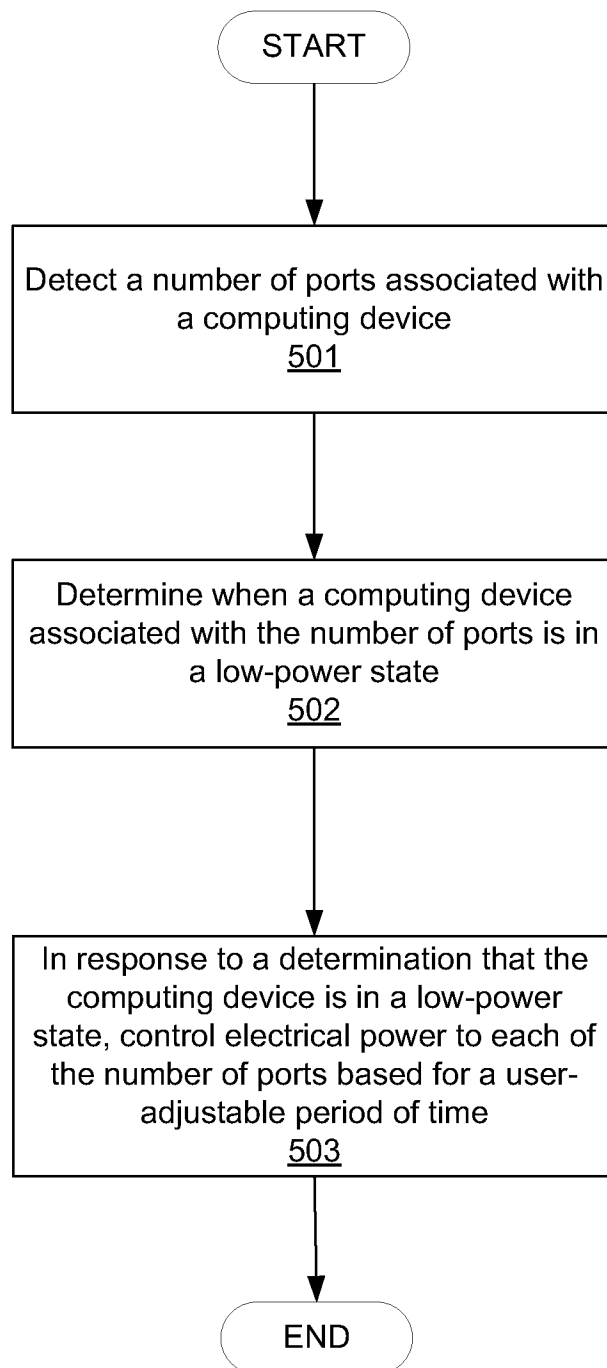 START
Detect a number of ports associated with
a computing device
501
Determine when a computing device
associated with the number of ports is in
a low-power state
502
In response to a determination that the
computing device is in a low-power
state, control electrical power to each of
the number of ports based for a user-
adjustable period of time
503
END